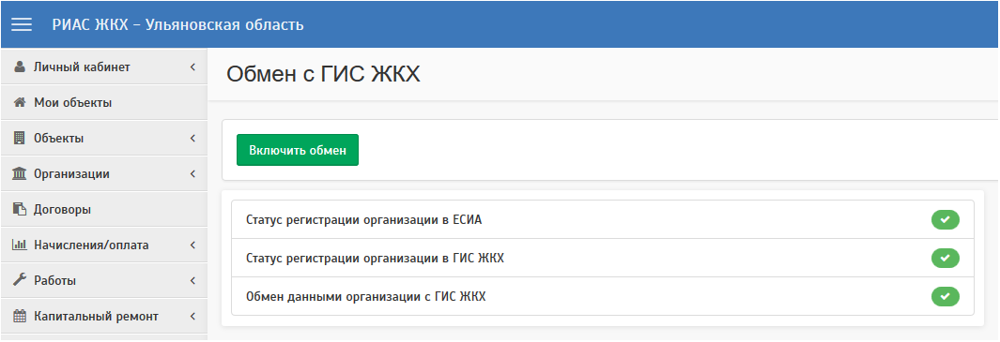 РИАС ЖКХ - Ульяновская область
Личный кабинет
Мои объекты
Объекты
Организации
Договоры
Начисления/оплата
Работы
Капитальный ремонт
Обмен с ГИС ЖКХ
Включить обмен
Статус регистрации организации в ЕСИА
Статус регистрации организации в ГИС ЖКХ
Обмен данными организации с ГИС ЖКХ